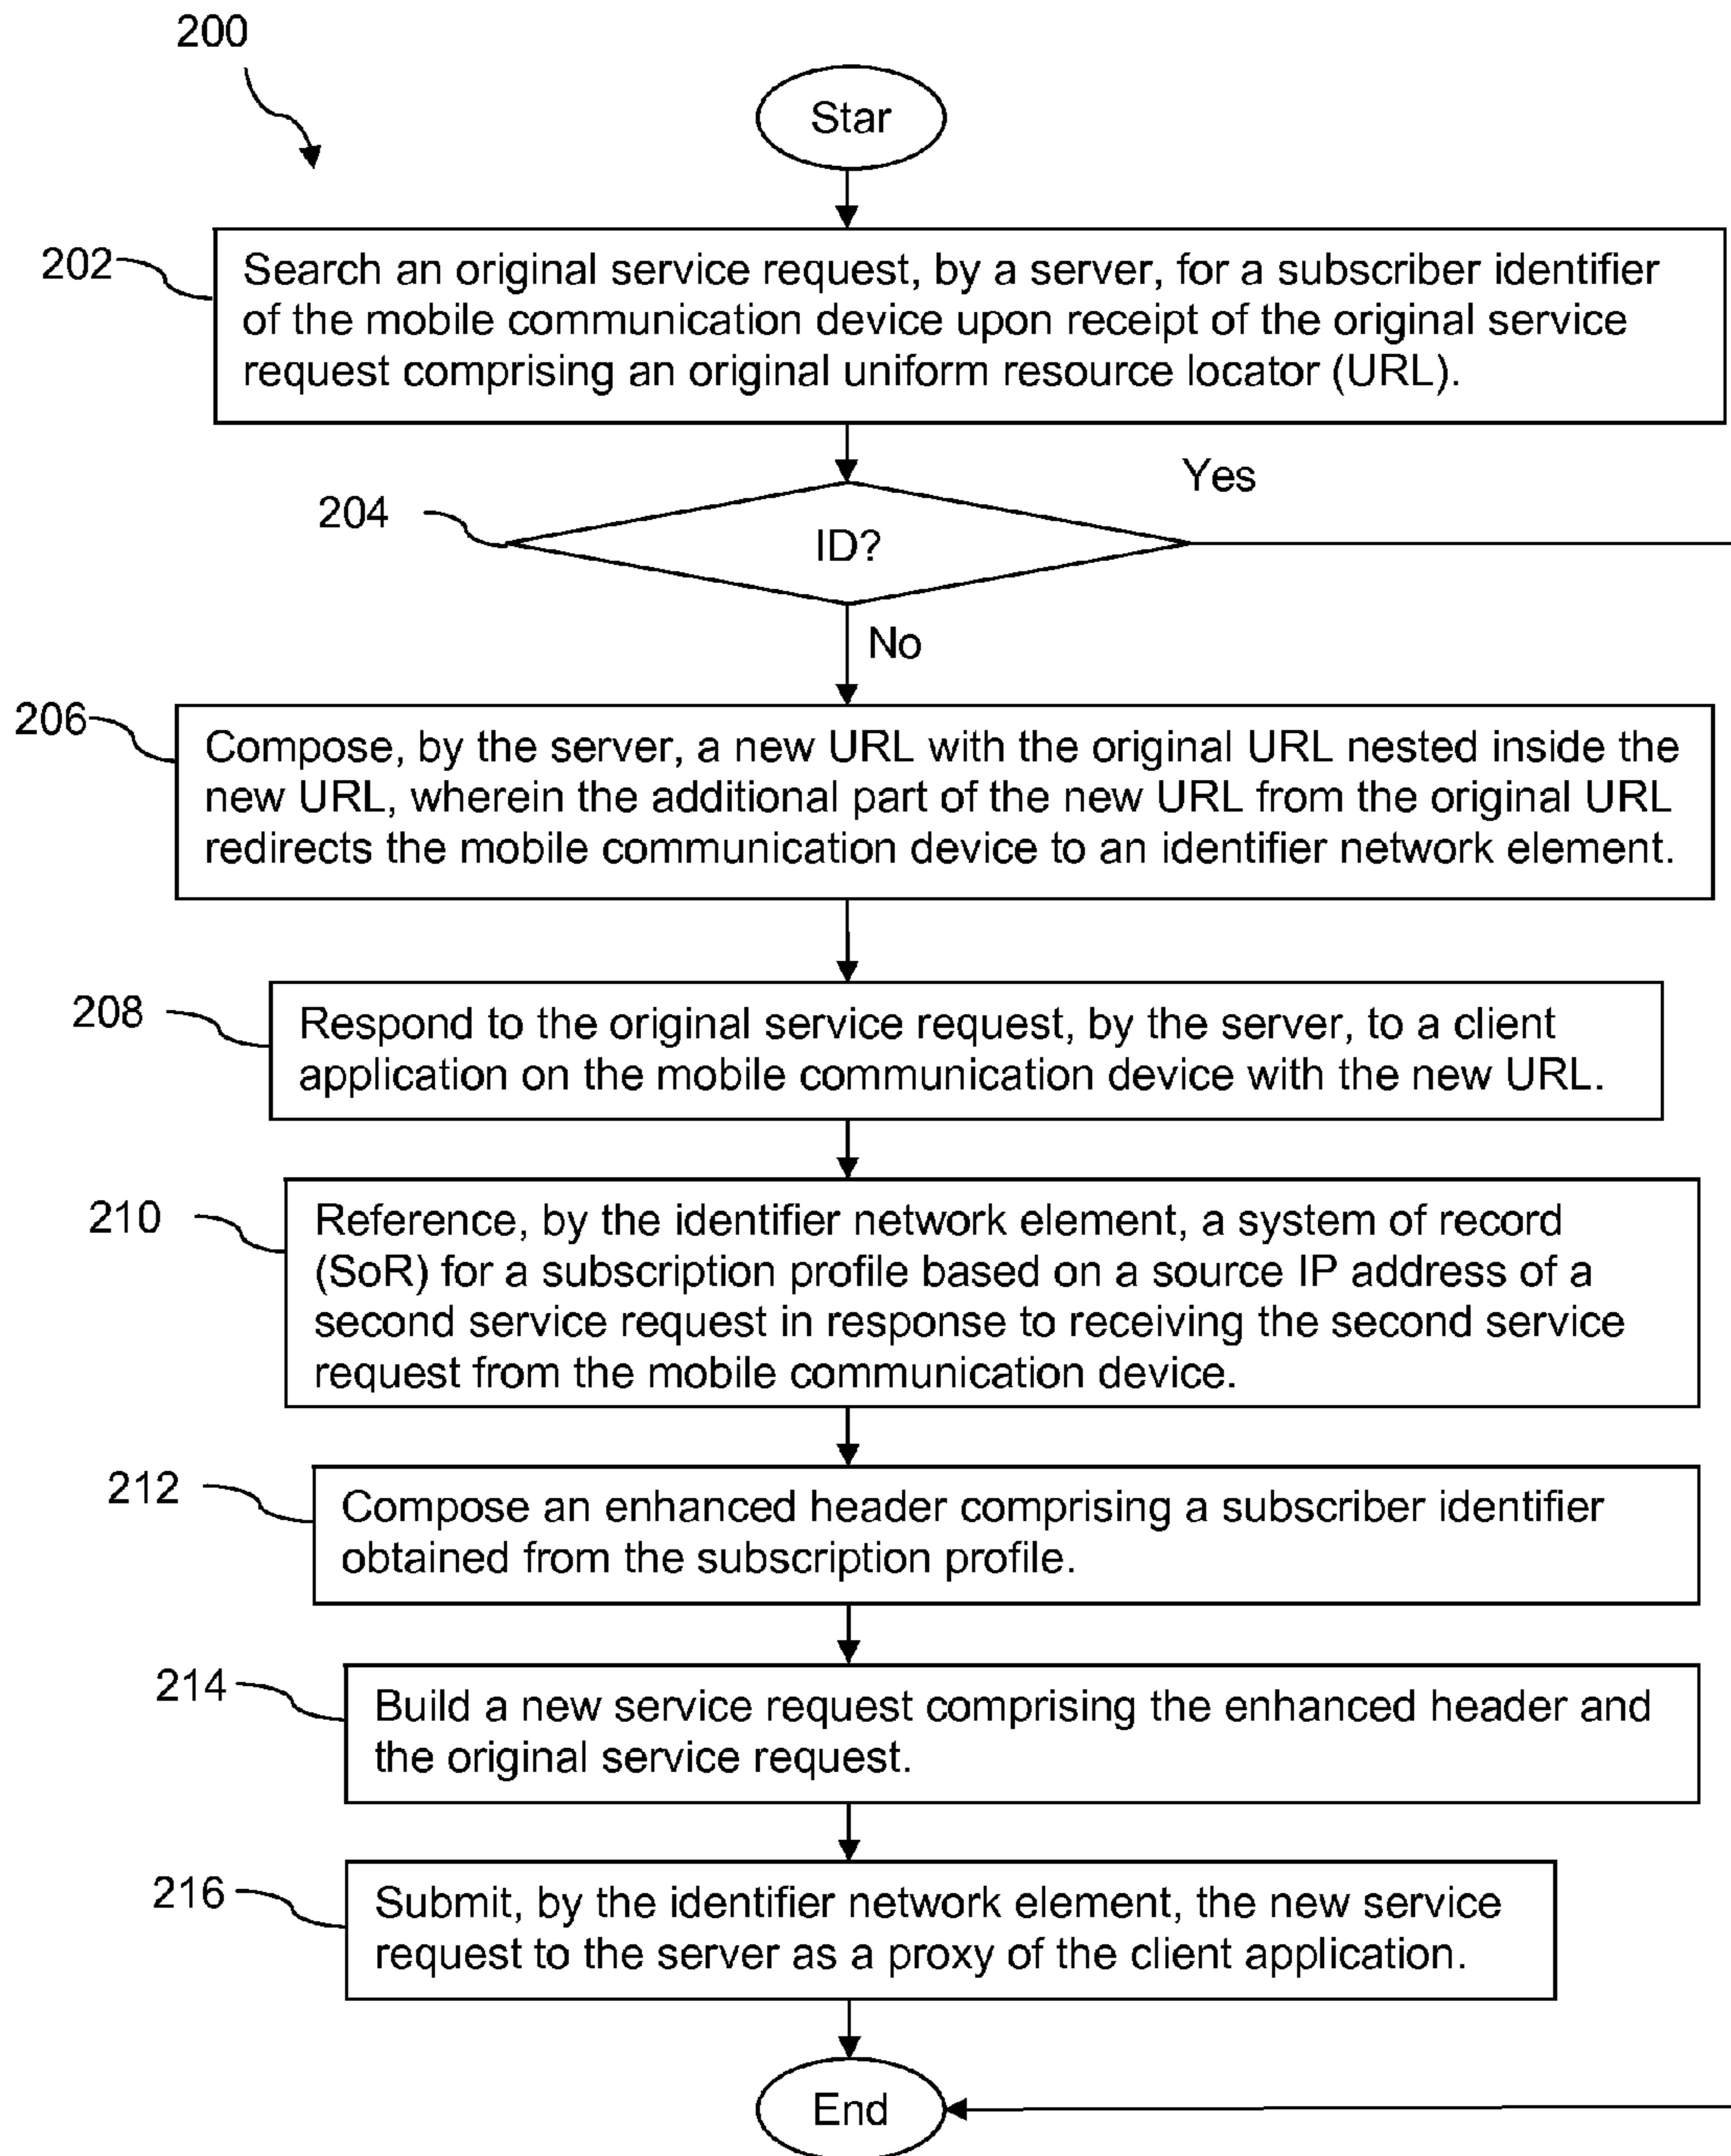 200
Star
202
Search an original service request, by a server, for a subscriber identifier
of the mobile communication device upon receipt of the original service
request comprising an original uniform resource locator (URL).
Yes
204
ID?
No
206
Compose, by the server, a new URL with the original URL nested inside the
new URL, wherein the additional part of the new URL from the original URL
redirects the mobile communication device to an identifier network element.
208
Respond to the original service request, by the server, to a client
application on the mobile communication device with the new URL.
210
Reference, by the identifier network element, a system of record
(SoR) for a subscription profile based on a source IP address of a
second service request in response to receiving the second service
request from the mobile communication device.
212
Compose an enhanced header comprising a subscriber identifier
obtained from the subscription profile.
214
Build a new service request comprising the enhanced header and
the original service request.
216
Submit, by the identifier network element, the new service
request to the server as a proxy of the client application.
End